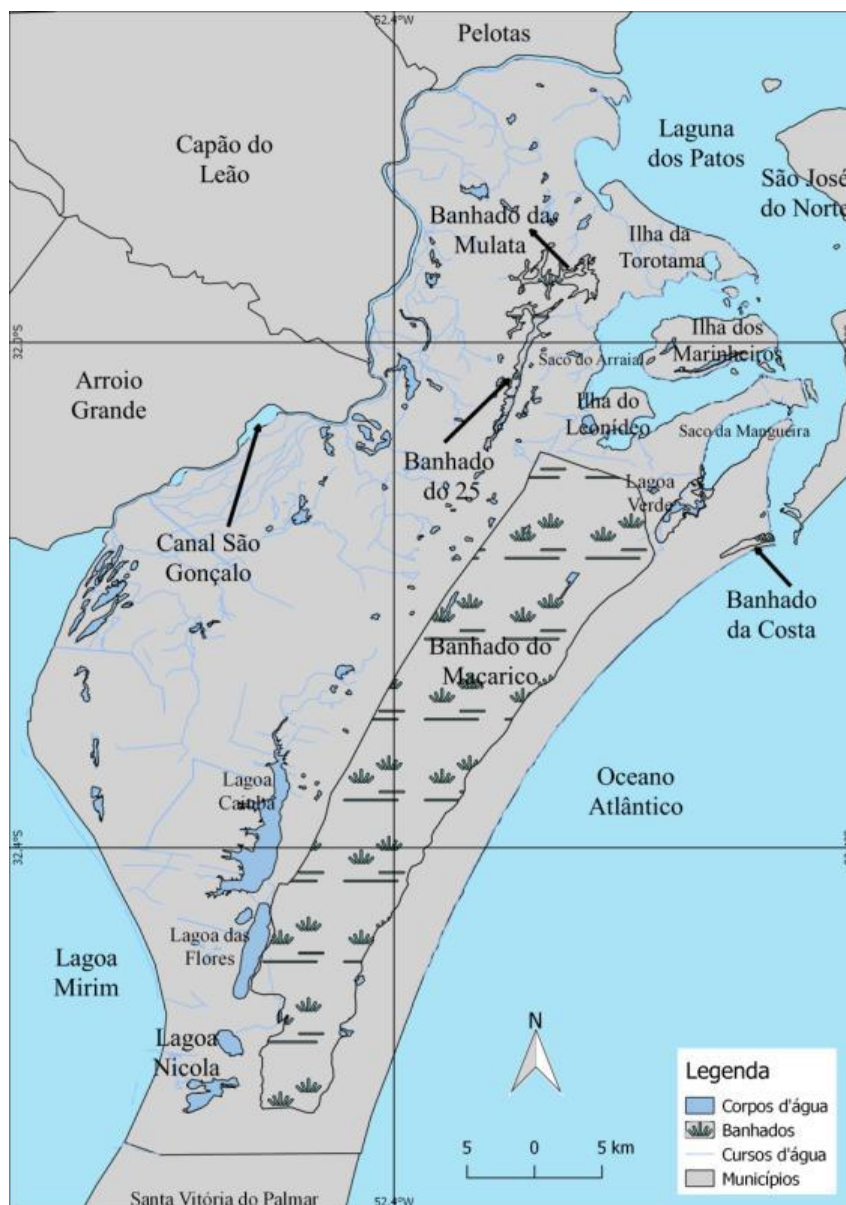 52.4°W
Pelotas
Laguna
dos Patos
Capão do
Leão
São José
do Norte
Banhado da
Mulata
Ilha da
Torotama
32.0°S
Ilha dos
Marinheiros
Saco do Arraial
Arroio
Grande
Ilha do
Leonídeo
Saco da Mangueira
Banhado
do 25
Lagoa
Verde
Canal São
Gonçalo
Banhado
da Costa
Banhado do
Maçarico
Oceano
Atlântico
Lagoa
Caiubá
32.4°S
Lagoa das
Flores
Lagoa
Mirim
Lagoa
Nicola
N
Legenda
Corpos d'água
Banhados
Cursos d'água
Municípios
5 0 5 km
Santa Vitória do Palmar
52.4°W